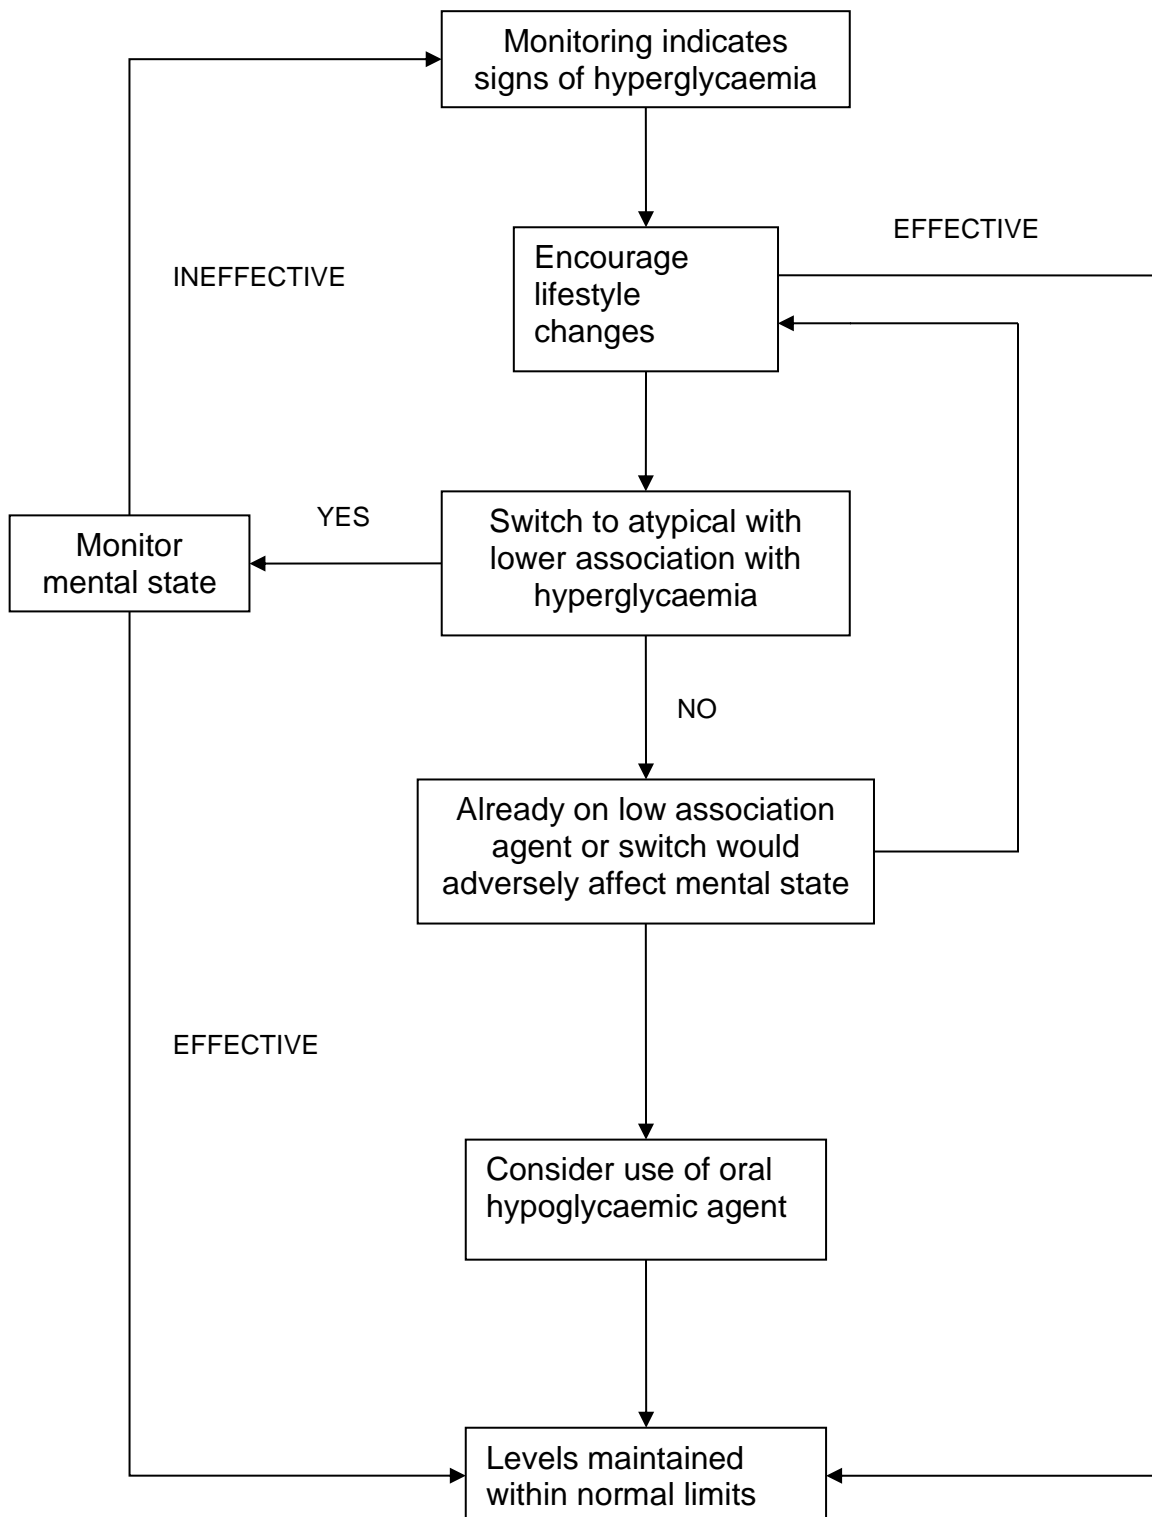 Monitoring indicates
signs of hyperglycaemia
EFFECTIVE
Encourage
lifestyle
changes
INEFFECTIVE
YES
Switch to atypical with
lower association with
hyperglycaemia
Monitor
mental state
NO
Already on low association
agent or switch would
adversely affect mental state
EFFECTIVE
Consider use of oral
hypoglycaemic agent
Levels maintained
within normal limits